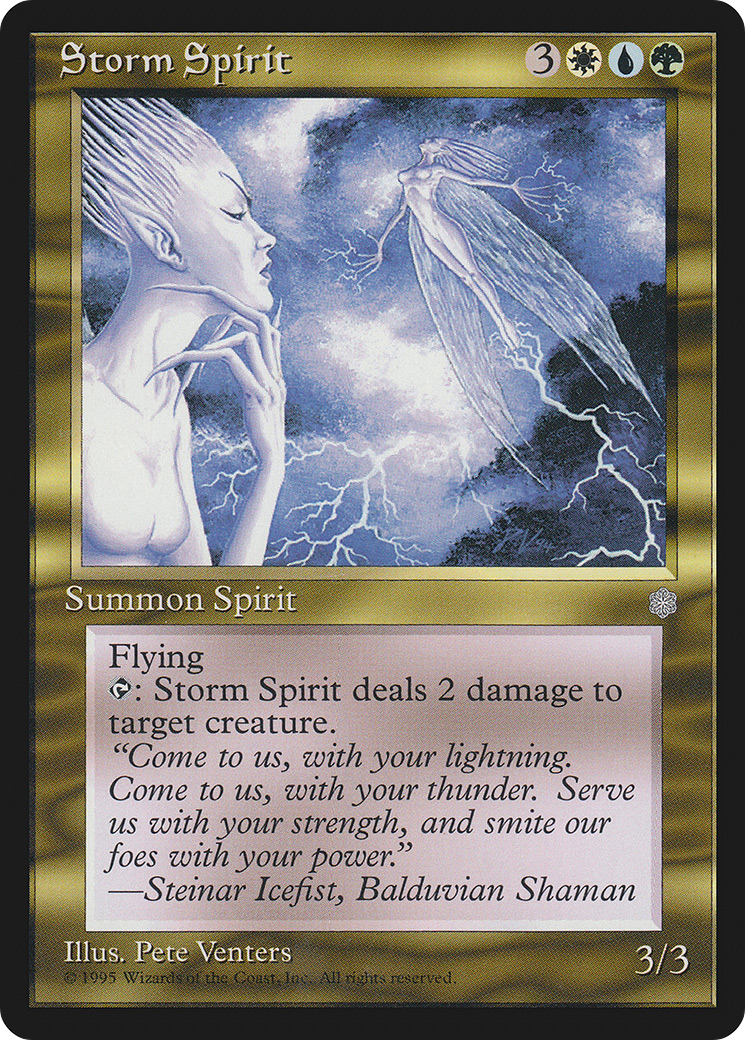 Storm Spirit 3
Summon Spirit
Flying
: Storm Spirit deals 2 damage to
target creature.
“Come to us, with your lightning.
Come to us, with your thunder.  Serve
us with your strength, and smite our
foes with your power.”
—Steinar Icefist, Balduvian Shaman
Illus. Pete Venters
3/3
© 1995 Wizards of the Coast, Inc. All rights reserved.